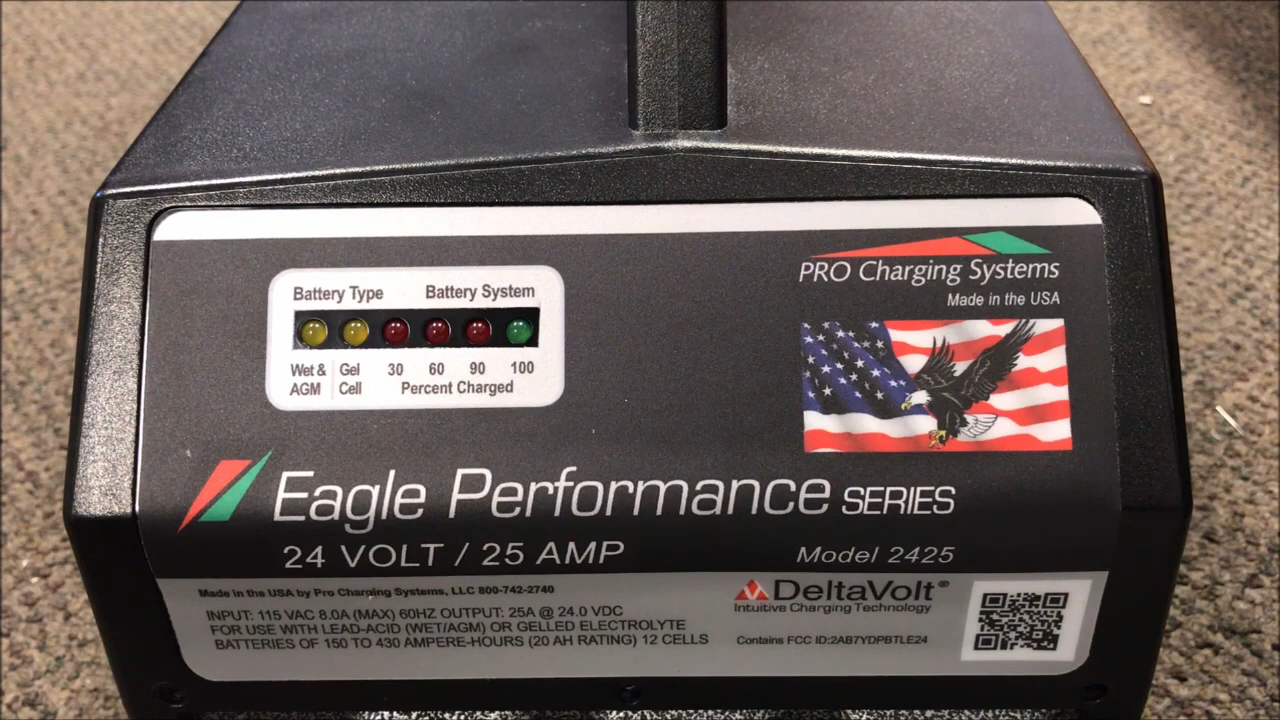 Battery Type Battery System
Wet & AGM
Gel Cell
30 60 90 100
Percent Charged
PRO Charging Systems
Made in the USA
Eagle Performance SERIES
24 VOLT / 25 AMP
Model 2425
Made in the USA by Pro Charging Systems, LLC 800-742-2740
INPUT: 115 VAC 8.0A (MAX) 60HZ OUTPUT: 25A @ 24.0 VDC
FOR USE WITH LEAD-ACID (WET/AGM) OR GELLED ELECTROLYTE
BATTERIES OF 150 TO 430 AMPERE-HOURS (20 AH RATING) 12 CELLS
DeltaVolt®
Intuitive Charging Technology
Contains FCC ID:2AB7YDPBTLE24